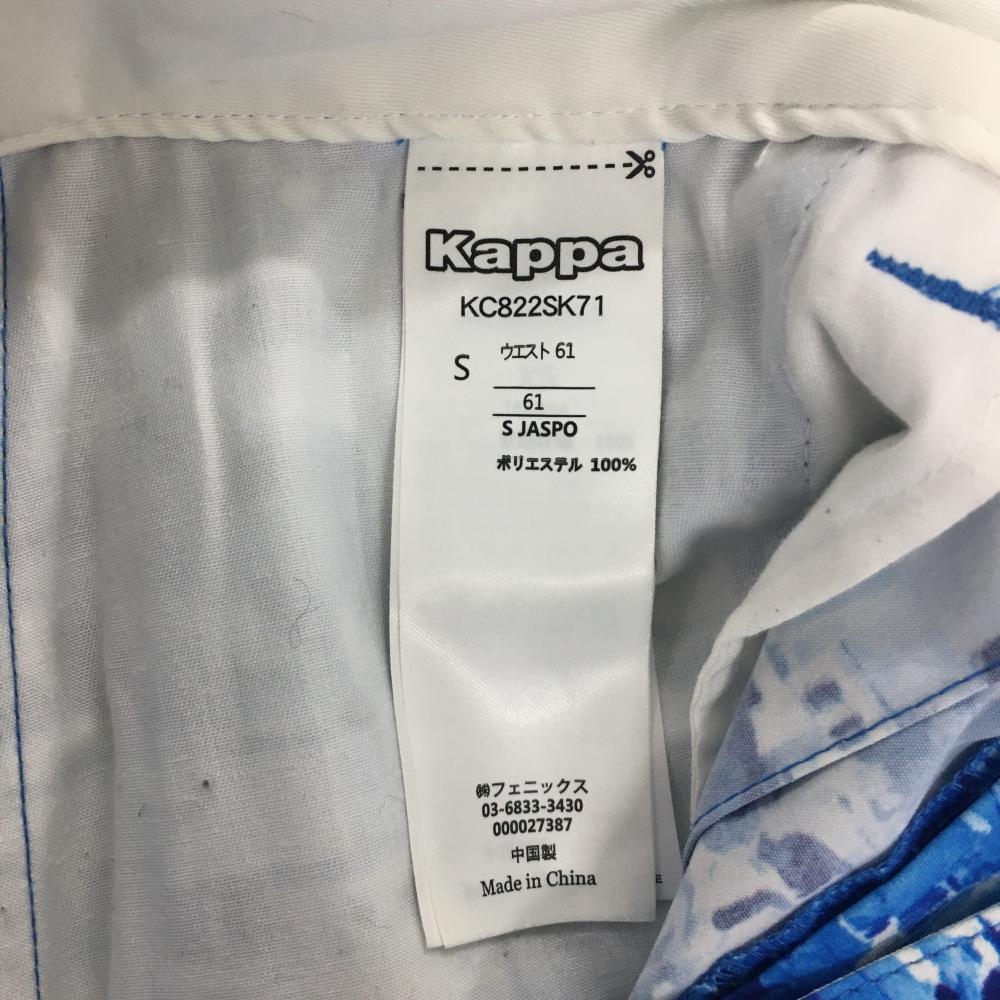 Kappa
KC822SK71
S
ウエスト 61
61
S JASPO
ポリエステル 100%
㈱フェニックス
03-6833-3430
000027387
中国製
Made in China
E